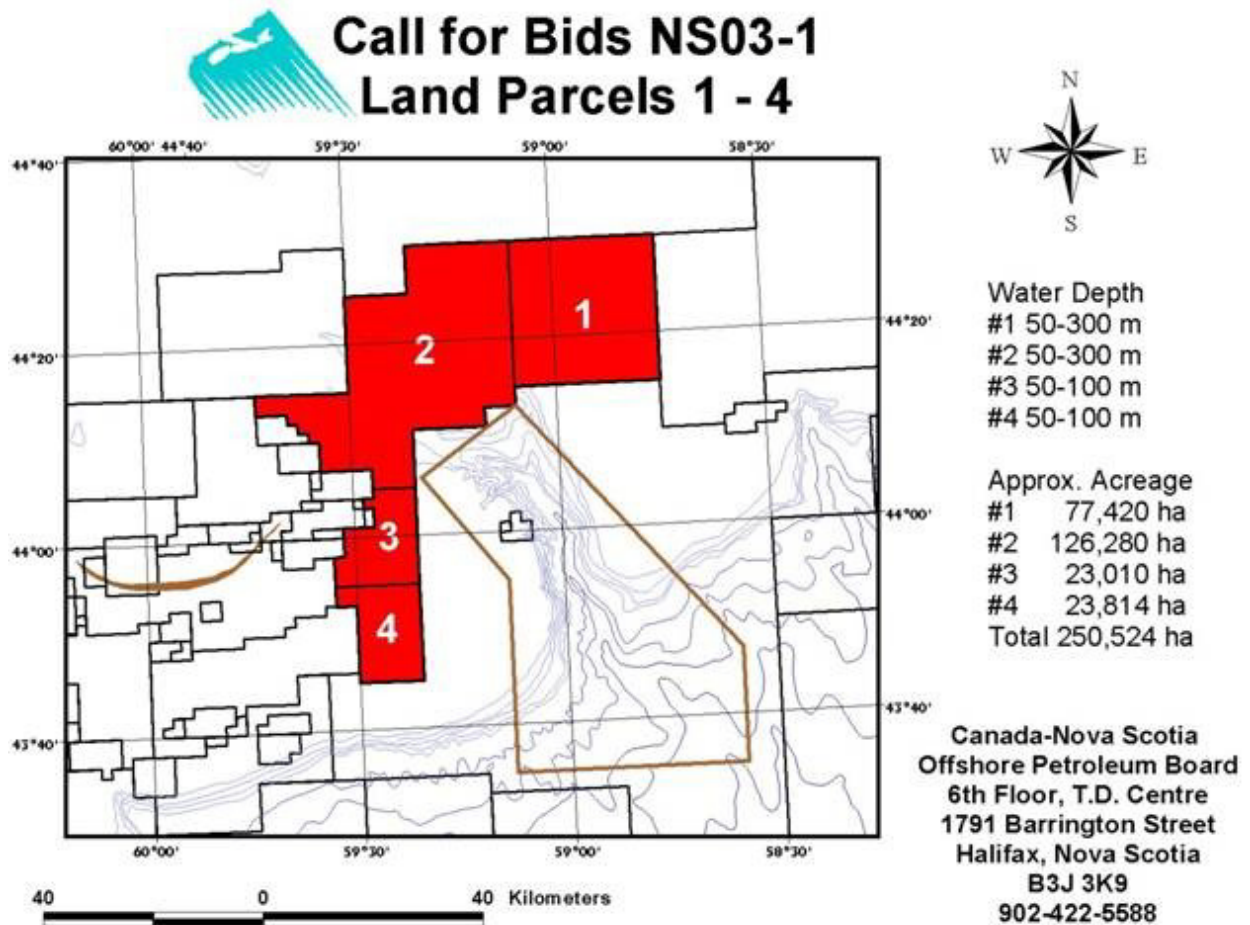 Call for Bids NS03-1
Land Parcels 1 - 4
N
W E
S
60°00' 44°40' 59°30' 59°00' 58°30'
44°40'
1
2
44°20'
44°20'
3
44°00'
44°00'
4
43°40'
43°40'
60°00' 59°30' 59°00' 58°30'
40 0 40 Kilometers
Water Depth
#1 50-300 m
#2 50-300 m
#3 50-100 m
#4 50-100 m
Approx. Acreage
#1 77,420 ha
#2 126,280 ha
#3 23,010 ha
#4 23,814 ha
Total 250,524 ha
Canada-Nova Scotia
Offshore Petroleum Board
6th Floor, T.D. Centre
1791 Barrington Street
Halifax, Nova Scotia
B3J 3K9
902-422-5588